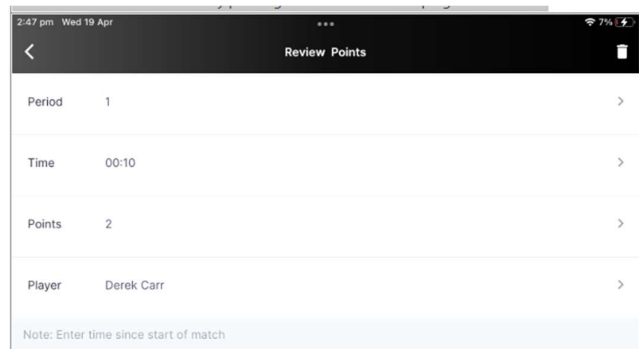 2:47 pm Wed 19 Apr 7%
Review Points
Period 1
Time 00:10
Points 2
Player Derek Carr
Note: Enter time since start of match